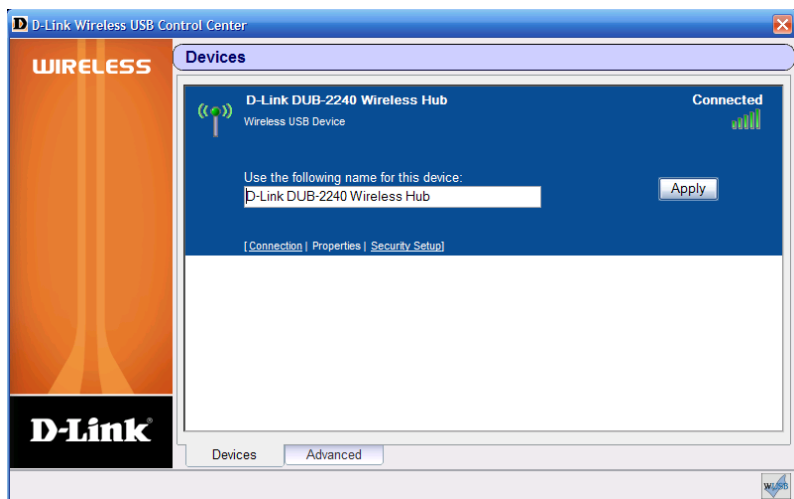 D-Link Wireless USB Control Center
WIRELESS
Devices
D-Link DUB-2240 Wireless Hub
Connected
Wireless USB Device
Use the following name for this device:
D-Link DUB-2240 Wireless Hub
Apply
[ Connection | Properties | Security Setup]
D-Link®
Devices
Advanced
WUSB